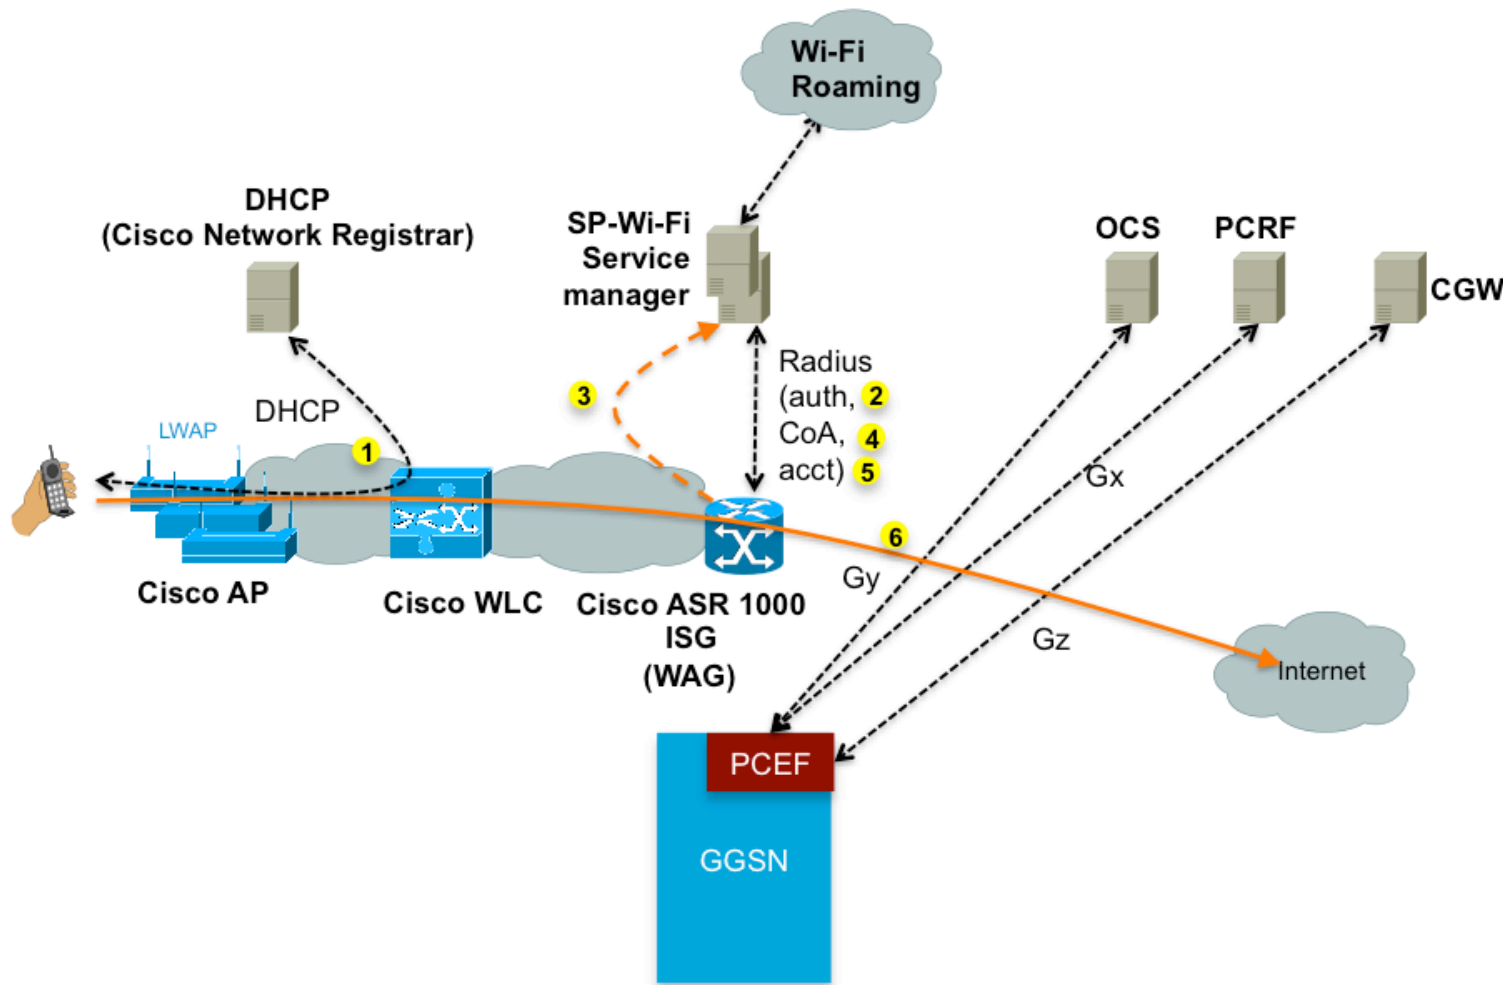 Wi-Fi
Roaming
DHCP
(Cisco Network Registrar)
SP-Wi-Fi
Service
manager
OCS
PCRF
CGW
Radius
(auth, 2
CoA, 4
acct) 5
3
DHCP
LWAP
1
Gx
6
Gy
Gz
Cisco AP
Cisco WLC
Cisco ASR 1000
ISG
(WAG)
Internet
PCEF
GGSN